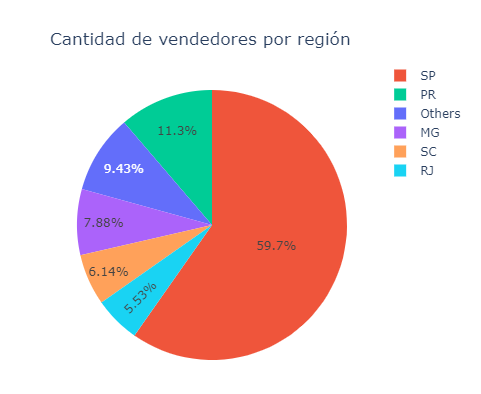 Cantidad de vendedores por región
SP
PR
Others
MG
SC
RJ
11.3%
9.43%
7.88%
6.14%
5.53%
59.7%